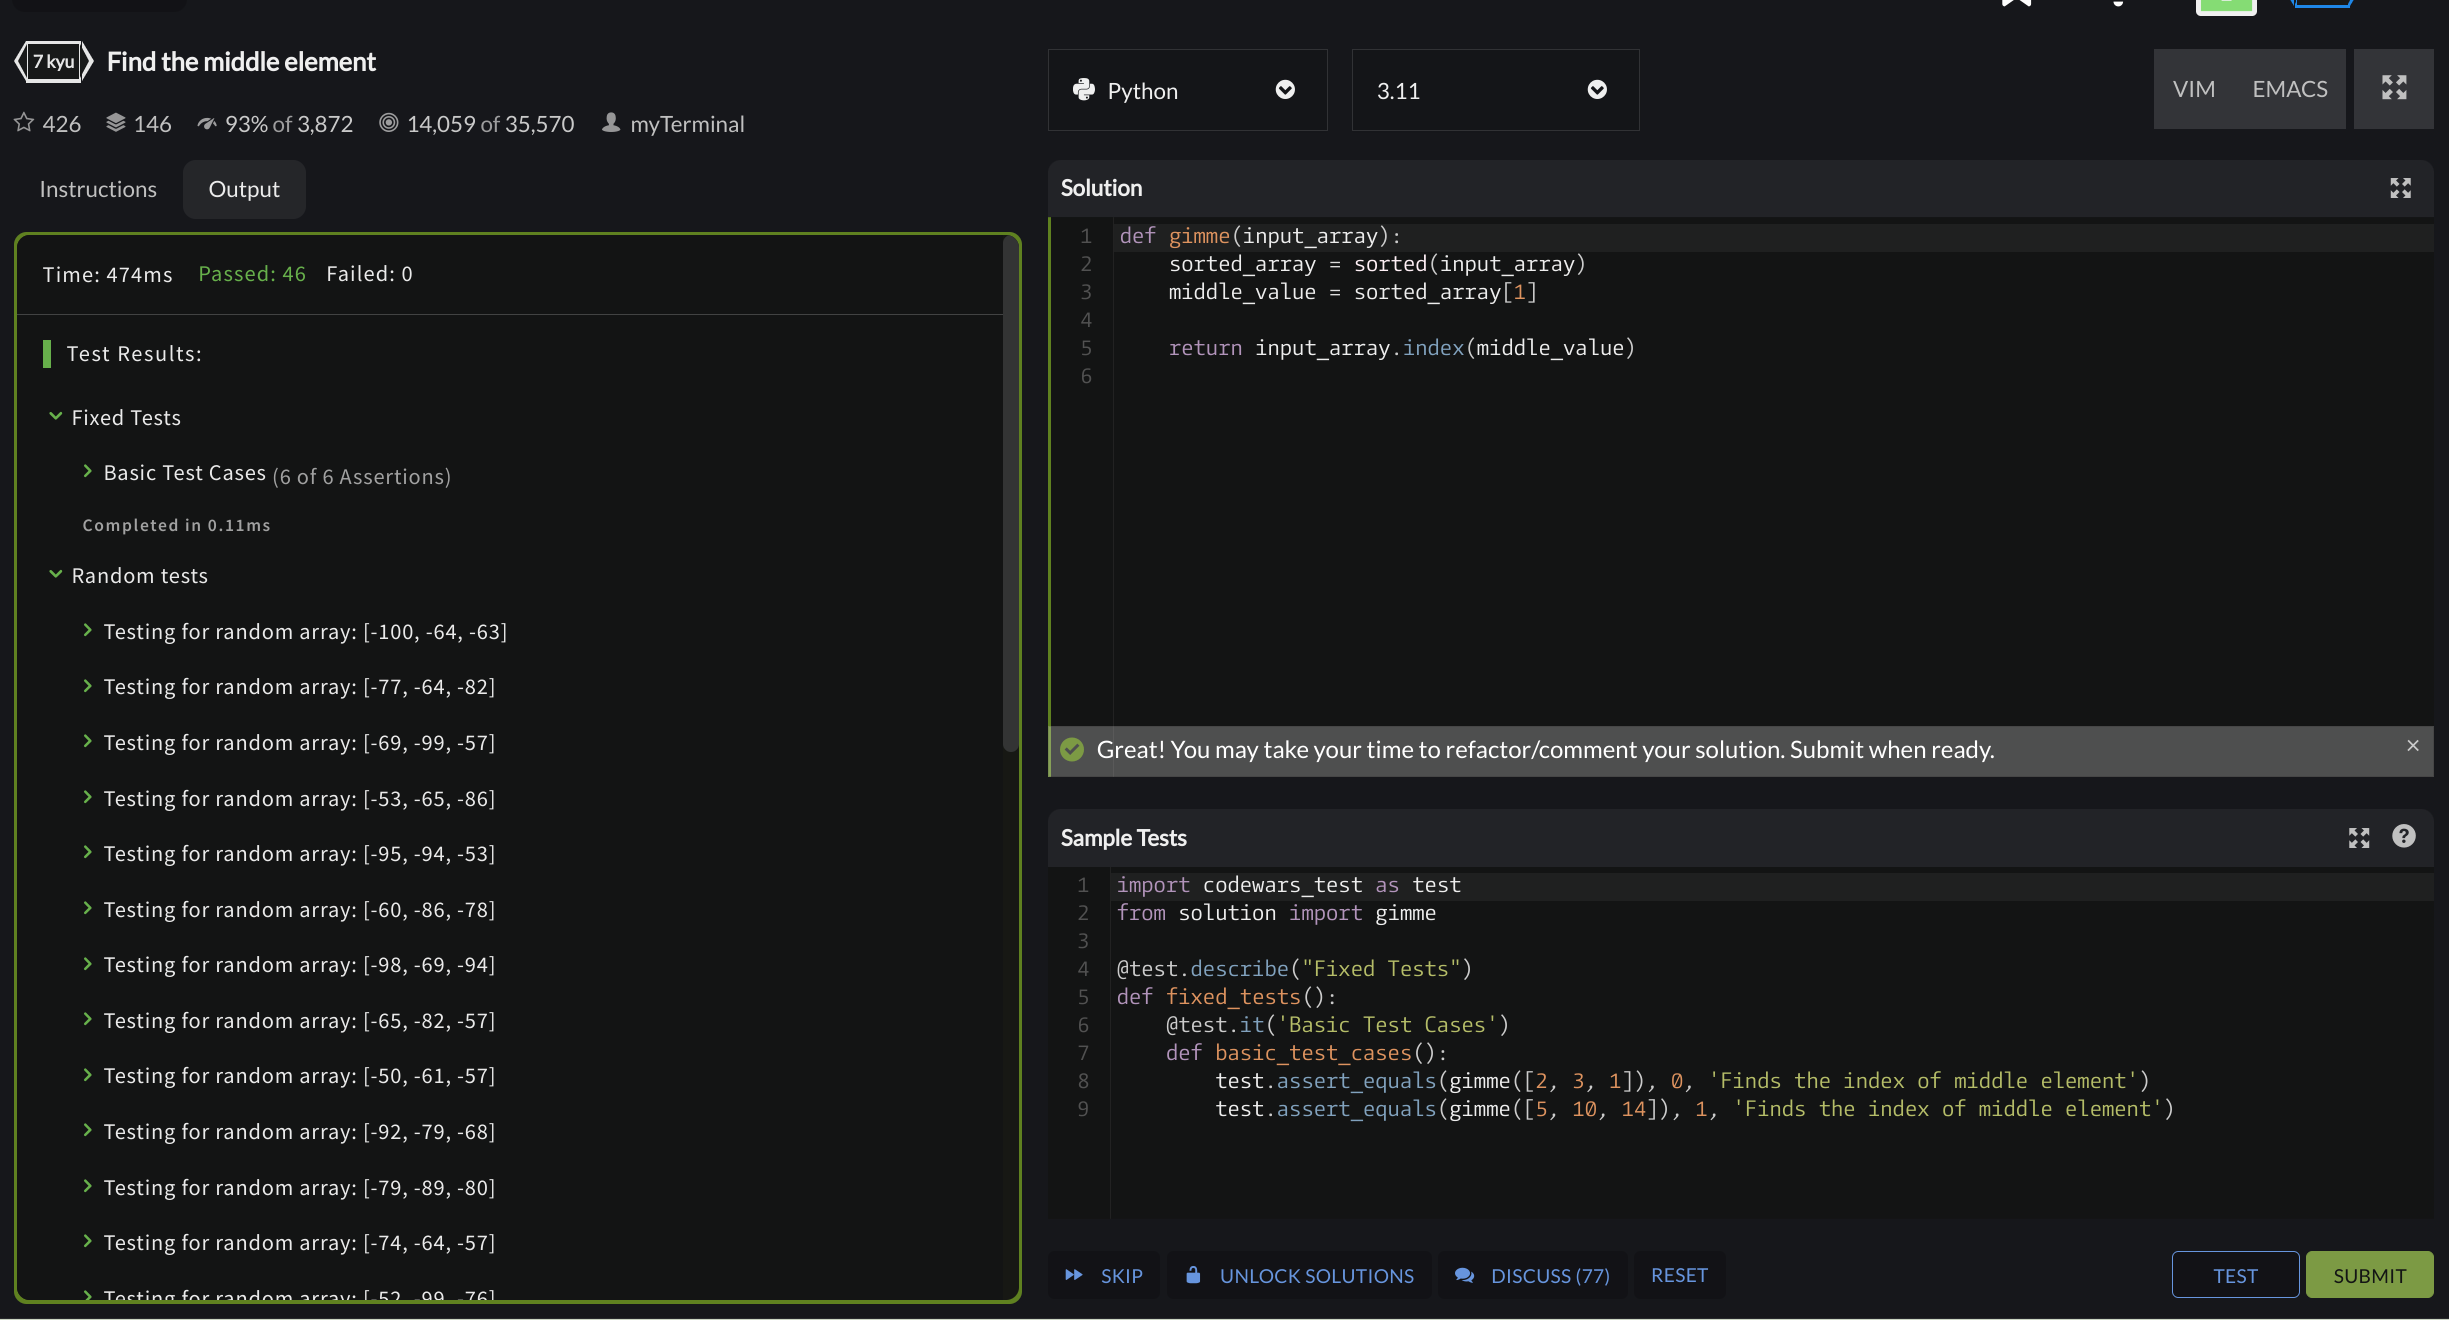 7 kyu Find the middle element
426 146 93% of 3,872 14,059 of 35,570 myTerminal
Instructions Output
Time: 474ms Passed: 46 Failed: 0
Test Results:
Fixed Tests
Basic Test Cases (6 of 6 Assertions)
Completed in 0.11ms
Random tests
Testing for random array: [-100, -64, -63]
Testing for random array: [-77, -64, -82]
Testing for random array: [-69, -99, -57]
Testing for random array: [-53, -65, -86]
Testing for random array: [-95, -94, -53]
Testing for random array: [-60, -86, -78]
Testing for random array: [-98, -69, -94]
Testing for random array: [-65, -82, -57]
Testing for random array: [-50, -61, -57]
Testing for random array: [-92, -79, -68]
Testing for random array: [-79, -89, -80]
Testing for random array: [-74, -64, -57]
Testing for random array: [-52, -99, -76]
Python 3.11 VIM EMACS
Solution
1 def gimme(input_array):
2     sorted_array = sorted(input_array)
3     middle_value = sorted_array[1]
4
5     return input_array.index(middle_value)
6
Great! You may take your time to refactor/comment your solution. Submit when ready.
Sample Tests
1 import codewars_test as test
2 from solution import gimme
3
4 @test.describe("Fixed Tests")
5 def fixed_tests():
6     @test.it('Basic Test Cases')
7     def basic_test_cases():
8         test.assert_equals(gimme([2, 3, 1]), 0, 'Finds the index of middle element')
9         test.assert_equals(gimme([5, 10, 14]), 1, 'Finds the index of middle element')
SKIP UNLOCK SOLUTIONS DISCUSS (77) RESET TEST SUBMIT